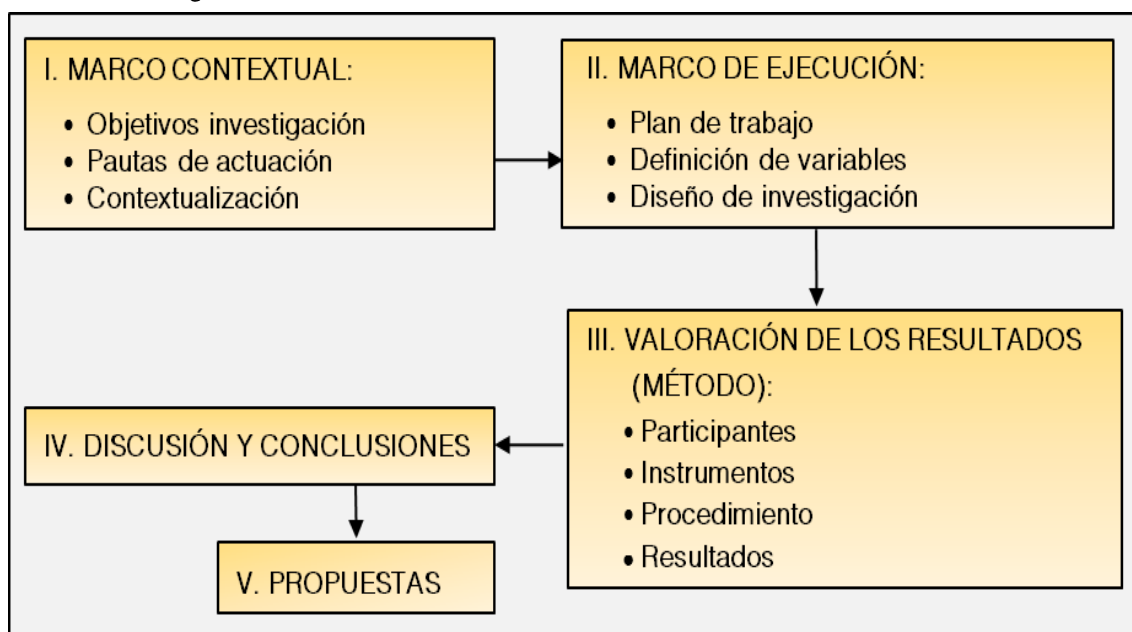 I. MARCO CONTEXTUAL:
• Objetivos investigación
• Pautas de actuación
• Contextualización
II. MARCO DE EJECUCIÓN:
• Plan de trabajo
• Definición de variables
• Diseño de investigación
III. VALORACIÓN DE LOS RESULTADOS
(MÉTODO):
• Participantes
• Instrumentos
• Procedimiento
• Resultados
IV. DISCUSIÓN Y CONCLUSIONES
V. PROPUESTAS